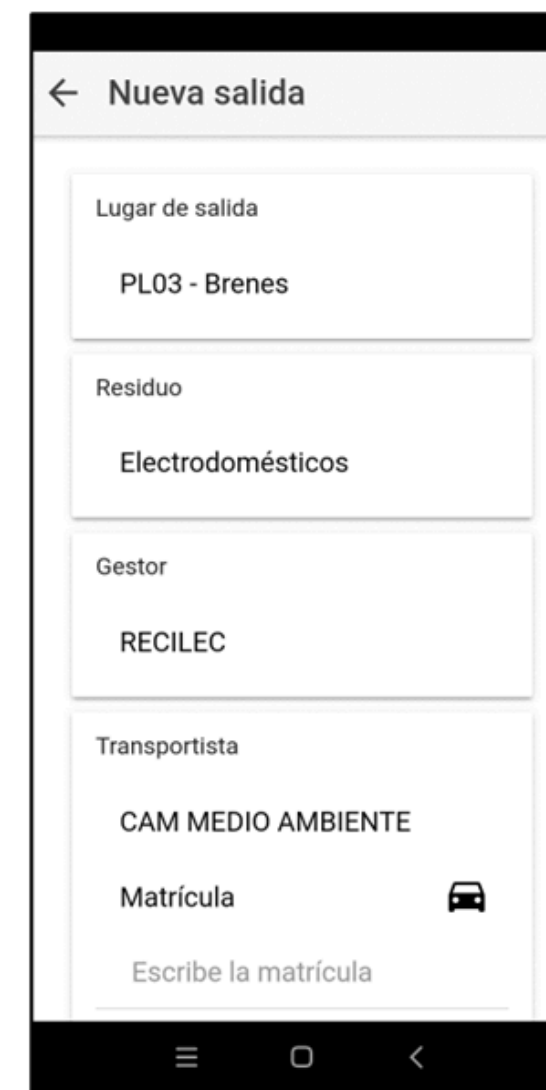 Nueva salida
Lugar de salida
PL03 - Brenes
Residuo
Electrodomésticos
Gestor
RECILEC
Transportista
CAM MEDIO AMBIENTE
Matrícula
Escribe la matrícula